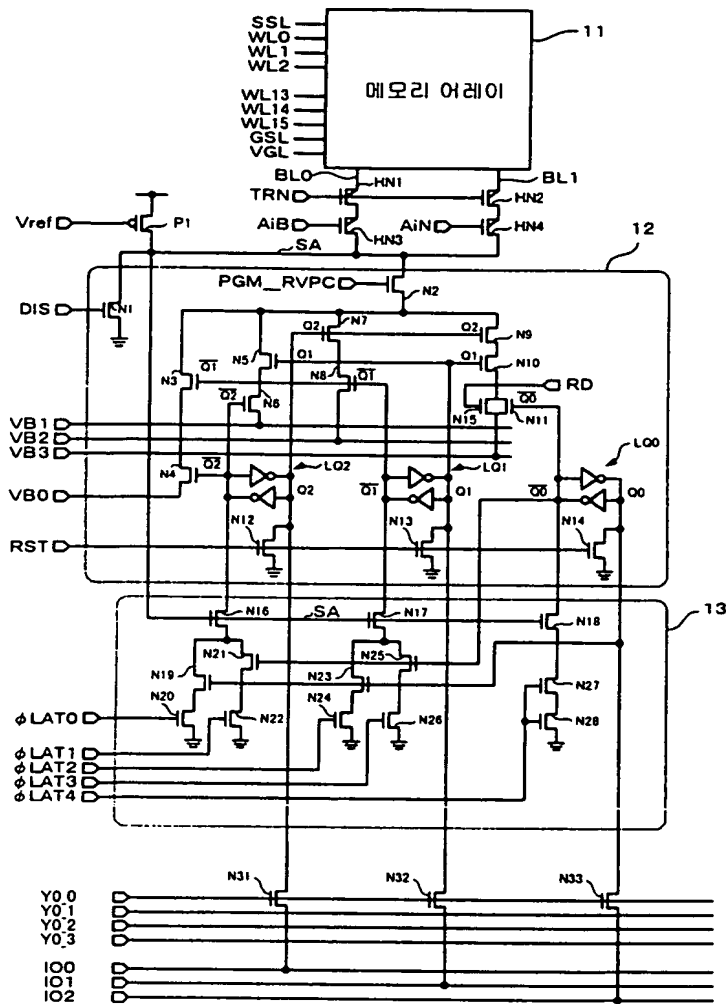 SSL
WL0
WL1
WL2
WL13
WL14
WL15
GSL
VGL
메모리 어레이
11
BL0
HN1
BL1
TRN
HN2
Vref
P1
AiB
HN3
AiN
HN4
SA
12
PGM_RVPC
N2
DIS
N1
Q2
N7
Q2
N9
N3
Q1
N5
Q1
N8
Q1
Q1
N10
RD
Q2
N6
N15
Q0
N11
VB1
VB2
VB3
N4
Q2
LQ2
LQ1
LQ0
VB0
Q2
Q1
Q1
Q0
Q0
RST
N12
N13
N14
N16
SA
N17
N18
13
N19
N21
N23
N25
N20
N22
N24
N26
N27
N28
φLAT0
φLAT1
φLAT2
φLAT3
φLAT4
N31
N32
N33
Y0_0
Y0_1
Y0_2
Y0_3
IO0
IO1
IO2